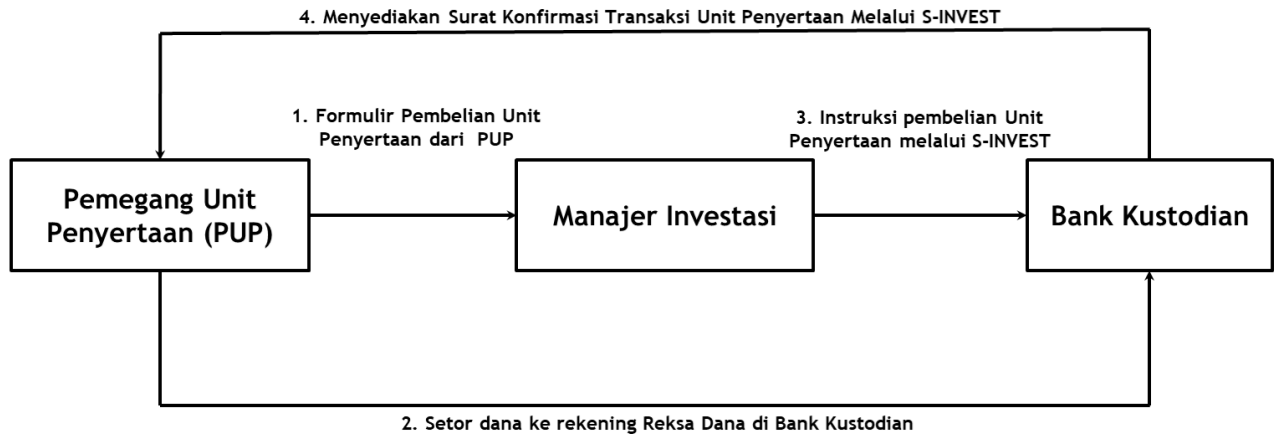 4. Menyediakan Surat Konfirmasi Transaksi Unit Penyertaan Melalui S-INVEST
1. Formulir Pembelian Unit
Penyertaan dari PUP
3. Instruksi pembelian Unit
Penyertaan melalui S-INVEST
Pemegang Unit
Penyertaan (PUP)
Manajer Investasi
Bank Kustodian
2. Setor dana ke rekening Reksa Dana di Bank Kustodian